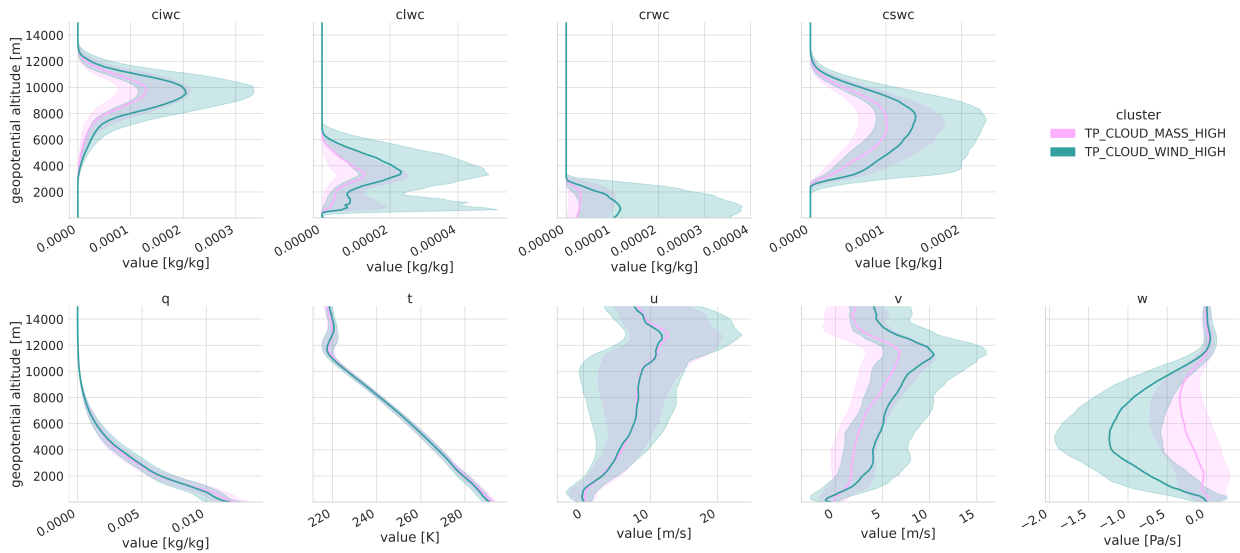 ciwc
clwc
crwc
cswc
geopotential altitude [m]
14000
12000
10000
8000
6000
4000
2000
0.0000
0.0001
0.0002
0.0003
value [kg/kg]
0.00000
0.00002
0.00004
value [kg/kg]
0.00000
0.00001
0.00002
0.00003
0.00004
value [kg/kg]
0.0000
0.0001
0.0002
value [kg/kg]
cluster
TP_CLOUD_MASS_HIGH
TP_CLOUD_WIND_HIGH
q
t
u
v
w
geopotential altitude [m]
14000
12000
10000
8000
6000
4000
2000
0.000
0.005
0.010
value [kg/kg]
220
240
260
280
value [K]
0
10
20
value [m/s]
0
5
10
15
value [m/s]
−2.0
−1.5
−1.0
−0.5
0.0
value [Pa/s]